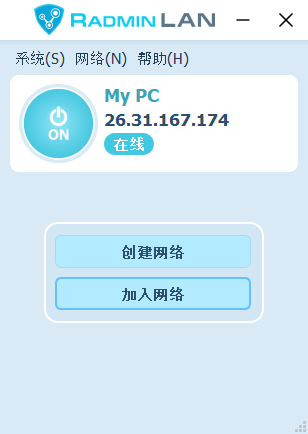 RADMIN LAN
系统(S) 网络(N) 帮助(H)
My PC
26.31.167.174
ON
在线
创建网络
加入网络